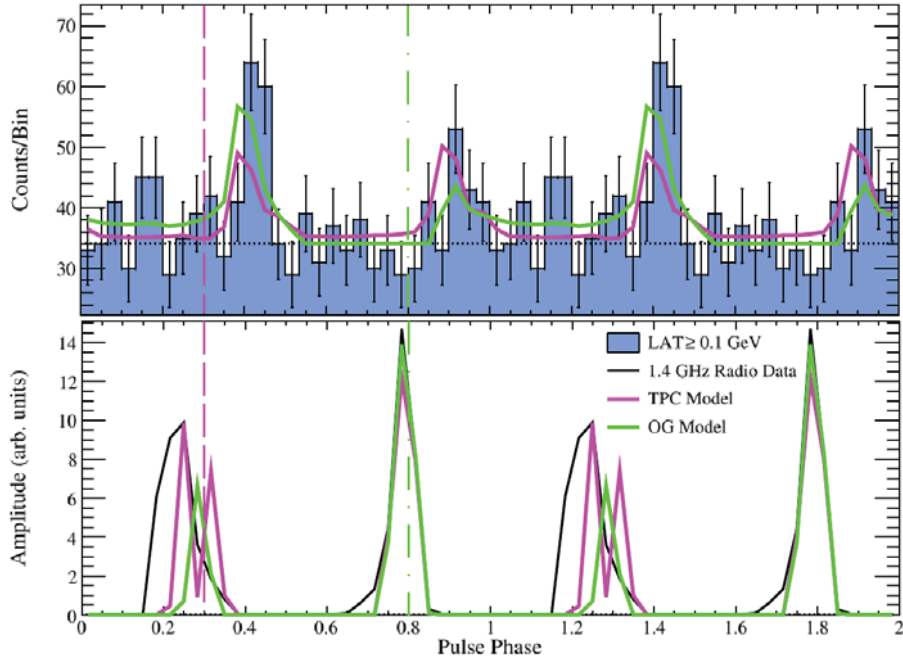 Counts/Bin
70
60
50
40
30
Amplitude (arb. units)
14
12
10
8
6
4
2
0
LAT ≥ 0.1 GeV
1.4 GHz Radio Data
TPC Model
OG Model
0 0.2 0.4 0.6 0.8 1 1.2 1.4 1.6 1.8 2
Pulse Phase